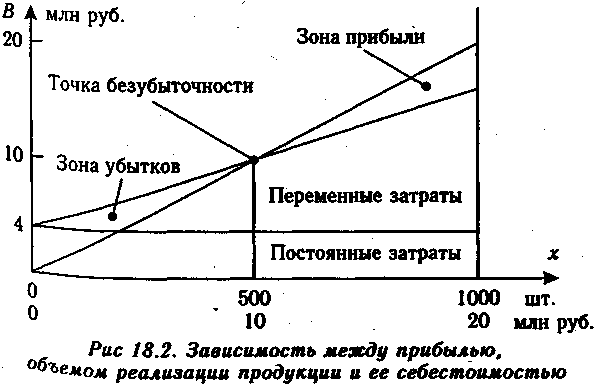 В млн руб.
20
Зона прибыли
Точка безубыточности
10
Зона убытков
Переменные затраты
4
Постоянные затраты
x
0 500 1000 шт.
0 10 20 млн руб.
Рис 18.2. Зависимость между прибылью,
объемом реализации продукции и ее себестоимостью